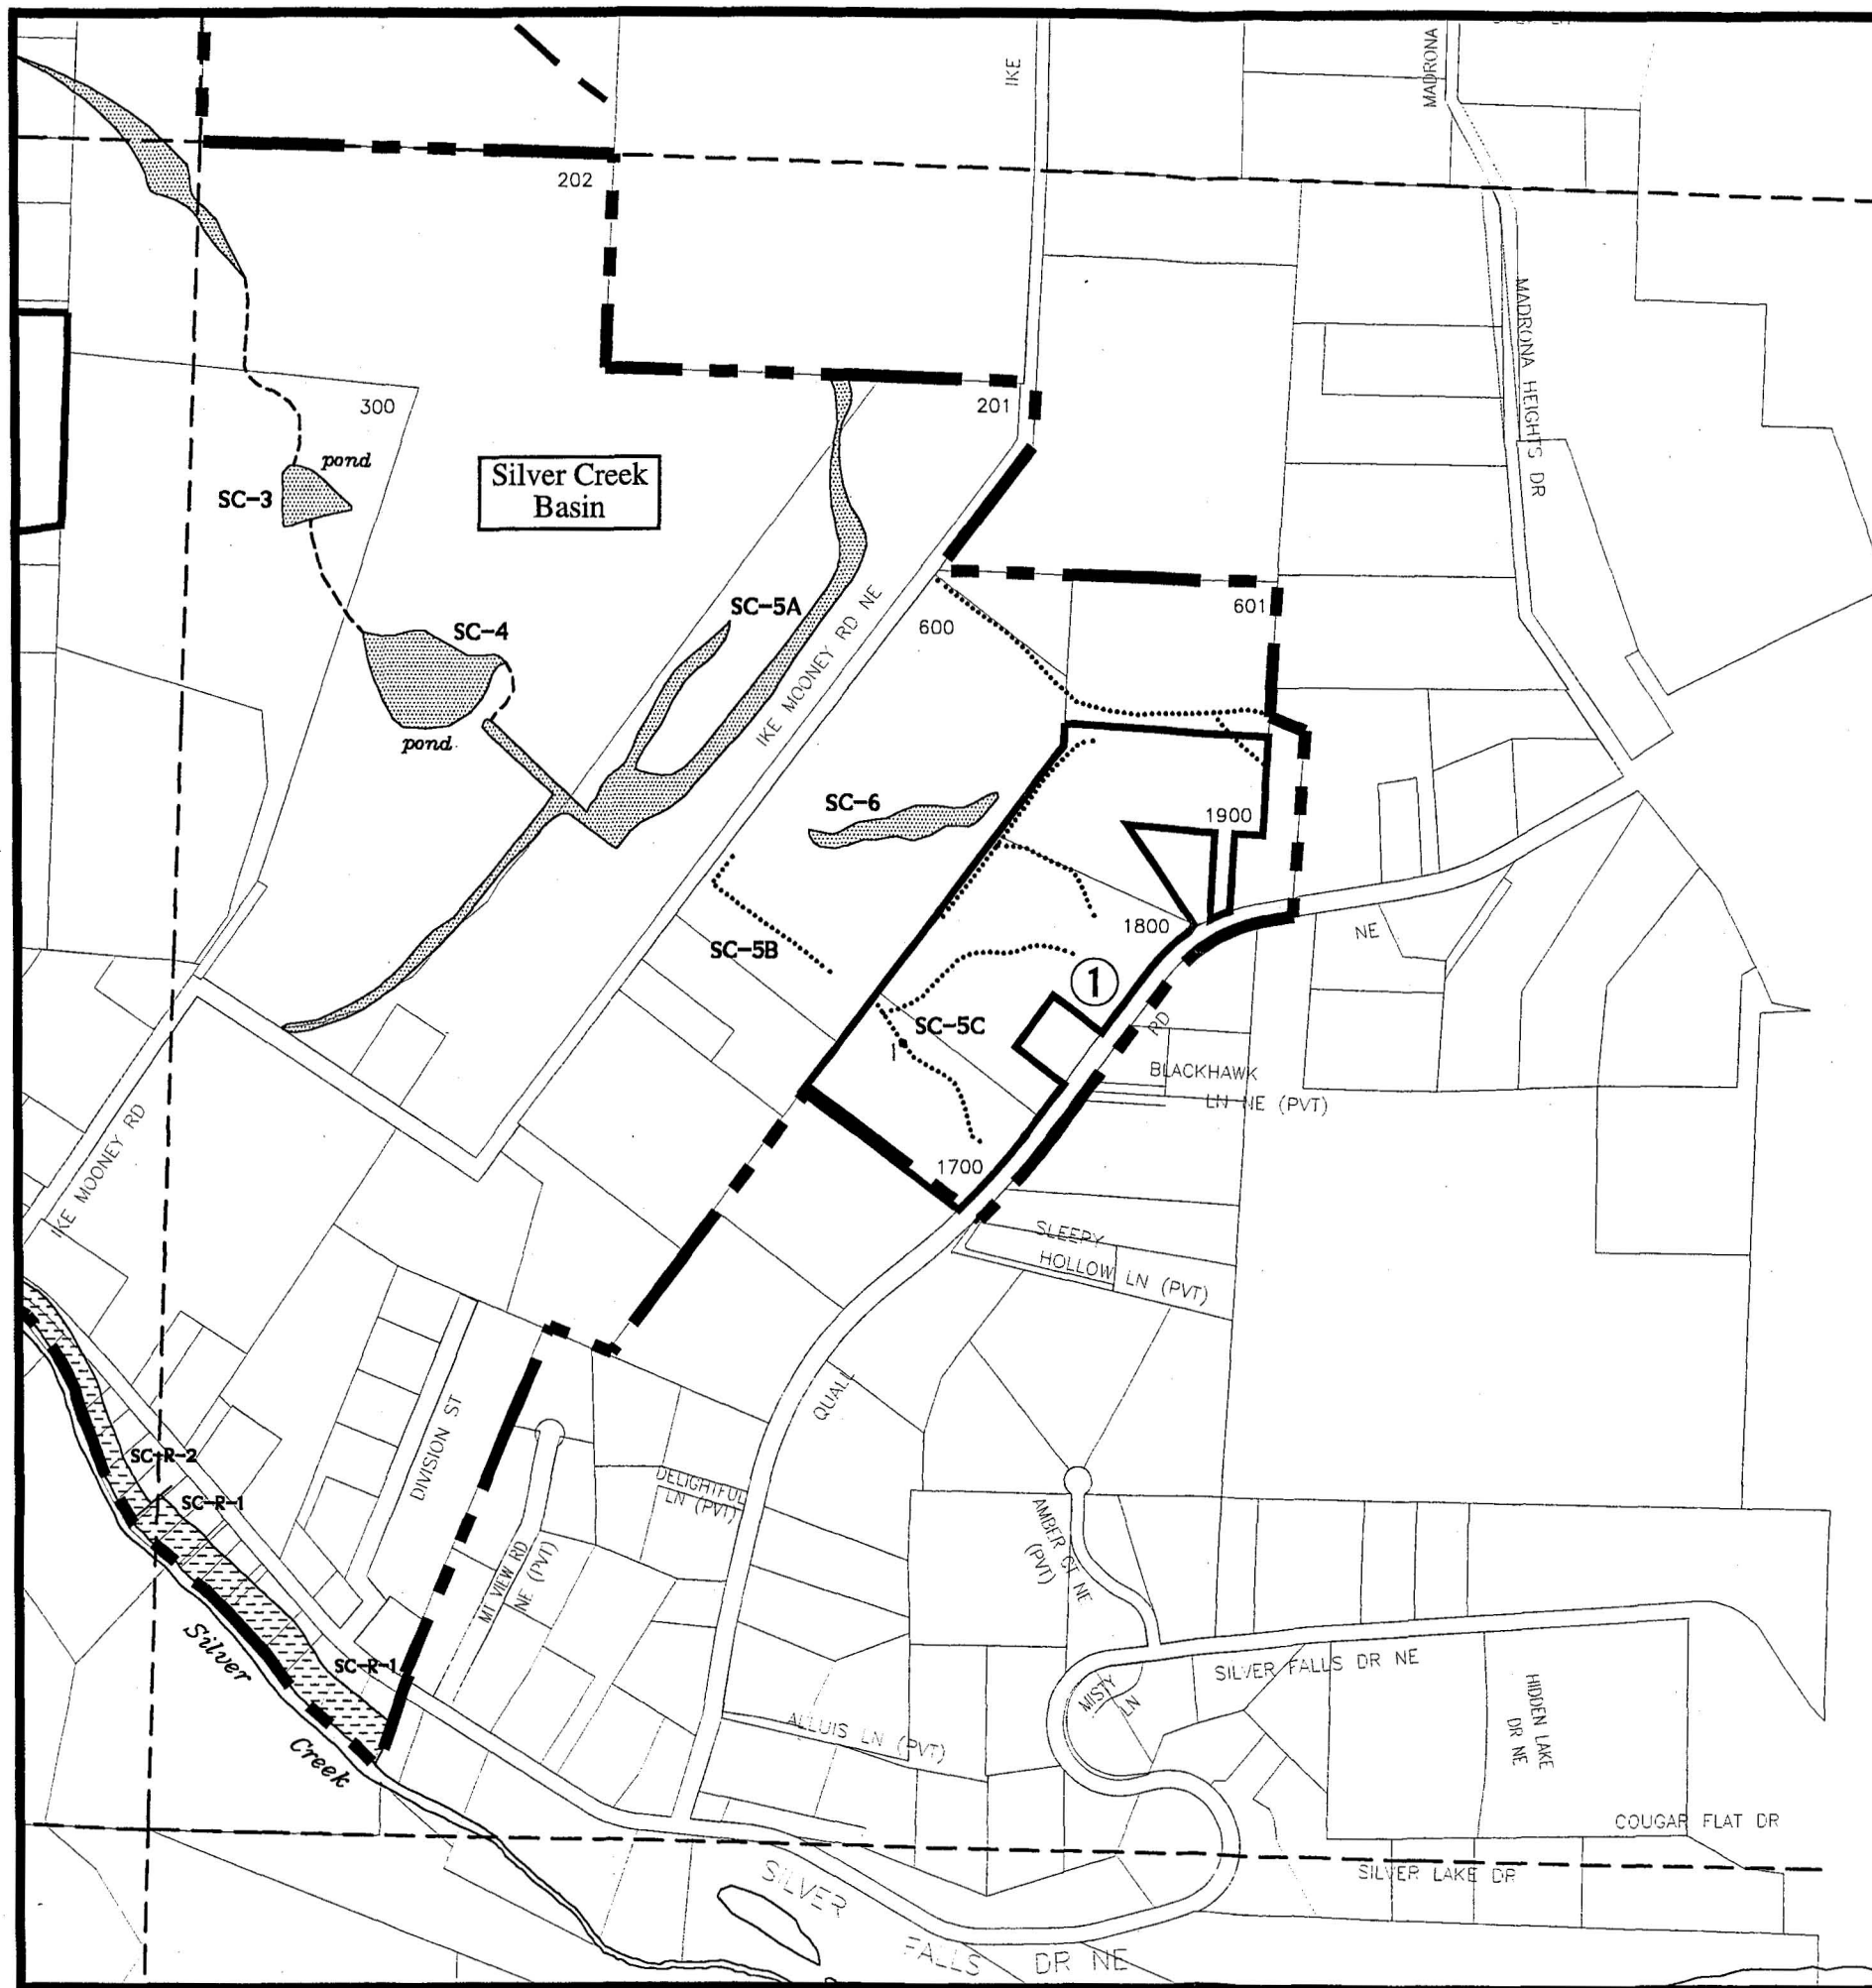 IKE
MADRONA
202
MADRONA HEIGHTS DR
300
201
pond
SC-3
Silver Creek
Basin
SC-5A
601
600
SC-4
IKE MOONEY RD NE
pond
SC-6
1900
1800
NE
SC-5B
1
SC-5C
RD
BLACKHAWK
LN NE (PVT)
1
IKE MOONEY RD
1700
SLEEPY
HOLLOW LN (PVT)
QUALL
DIVISION ST
SC-R-2
SC-R-1
DELIGHTFUL
LN (PVT)
AMBER CT NE
(PVT)
MT VIEW RD
NE (PVT)
Silver
Creek
SC-R-1
SILVER FALLS DR NE
MISTY
LN
HIDDEN LAKE
DR NE
ALLUIS LN (PVT)
COUGAR FLAT DR
SILVER LAKE DR
SILVER
FALLS DR NE